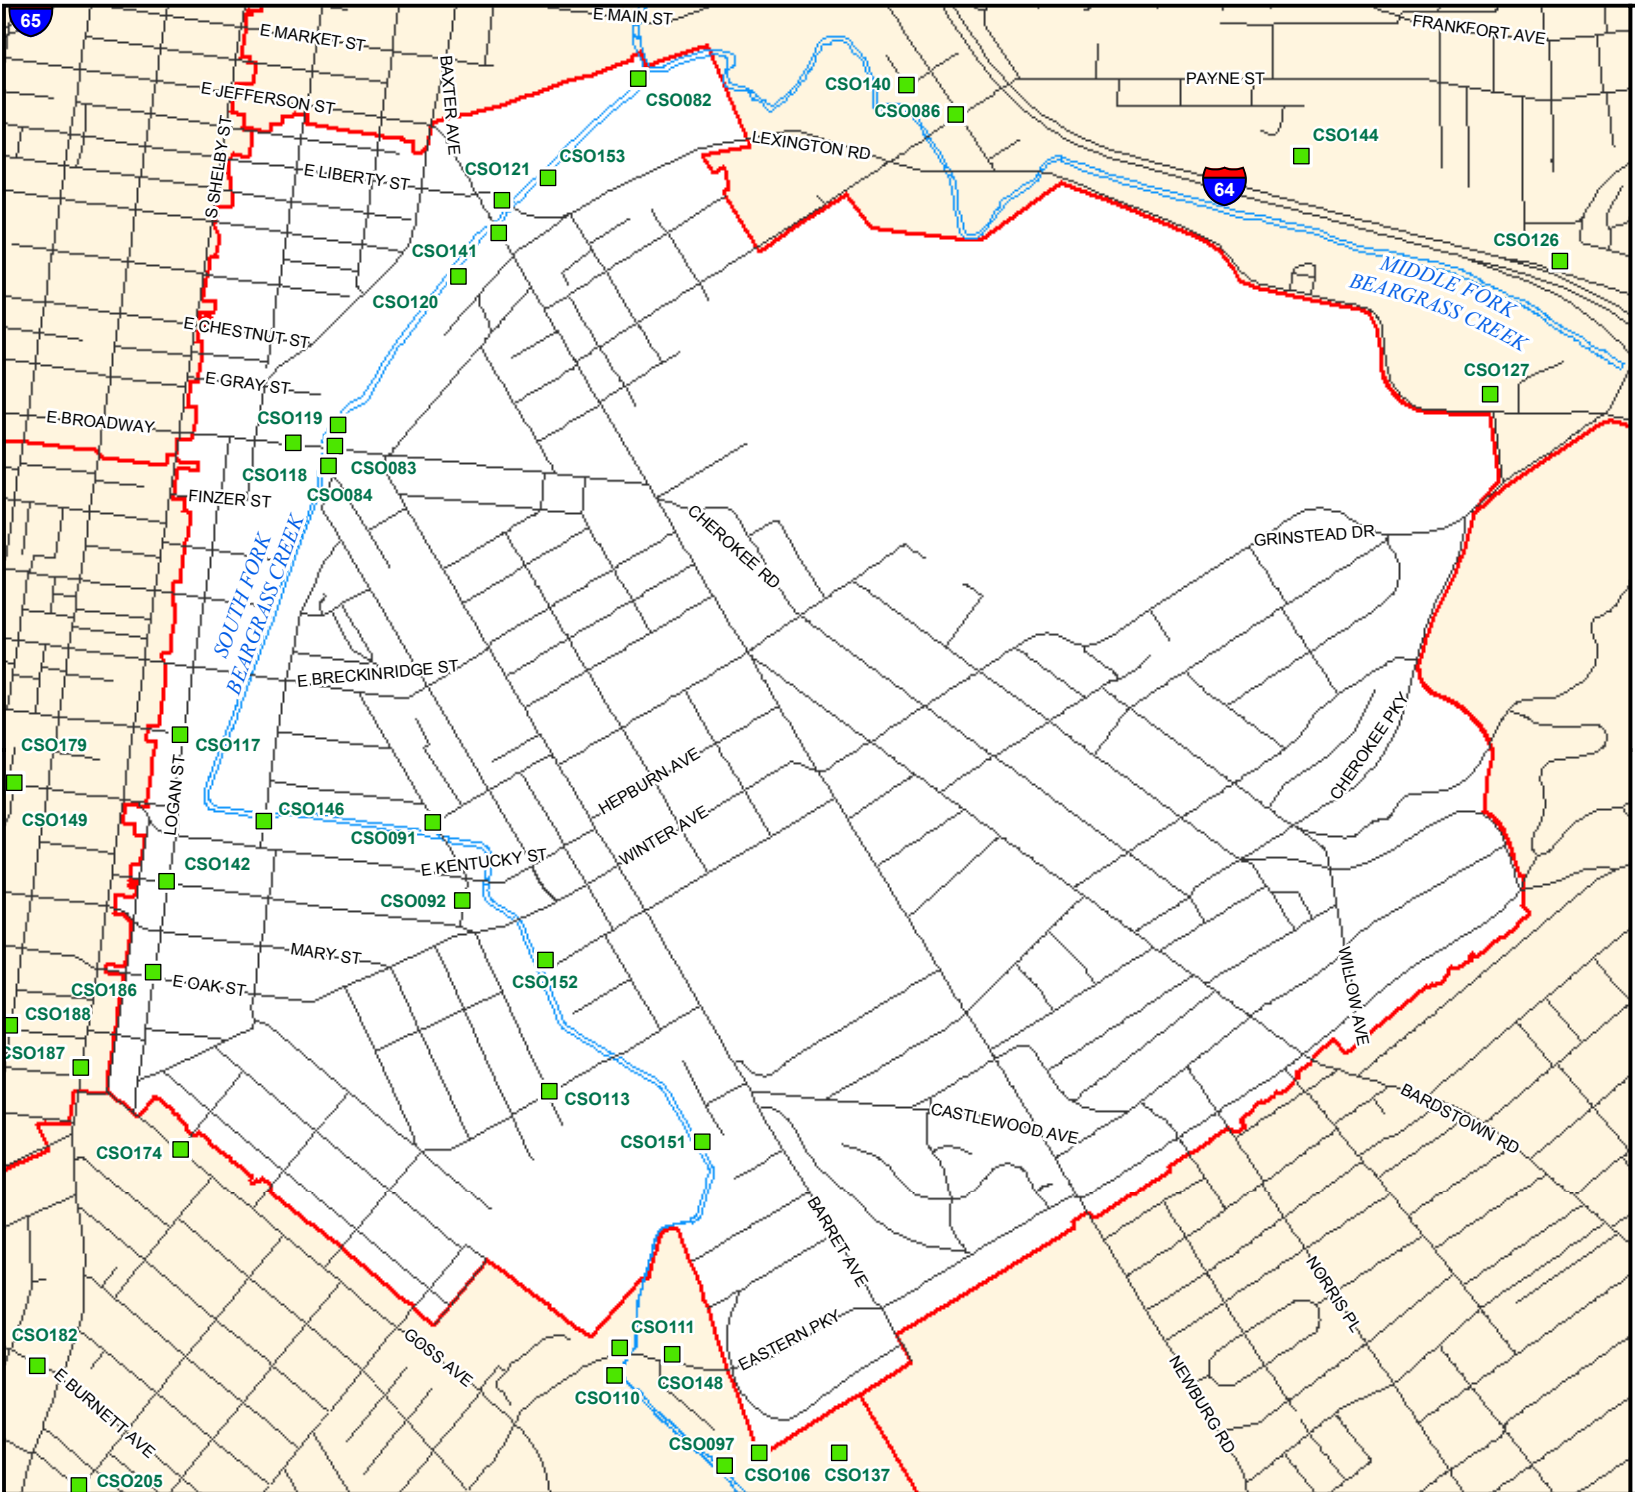 65
E MAIN ST
FRANKFORT AVE
E MARKET ST
BAXTER AVE
PAYNE ST
CSO140
E JEFFERSON ST
CSO082
CSO086
S SHELBY ST
LEXINGTON RD
CSO144
CSO153
CSO121
E LIBERTY ST
64
CSO126
CSO141
MIDDLE FORK
BEARGRASS CREEK
CSO120
E CHESTNUT ST
CSO127
E GRAY ST
E BROADWAY
CSO119
CSO118
CSO083
CSO084
FINZER ST
CHEROKEE RD
GRINSTEAD DR
SOUTH FORK
BEARGRASS CREEK
E BRECKINRIDGE ST
CHEROKEE PKY
CSO179
CSO117
LOGAN ST
HEPBURN AVE
CSO149
CSO146
CSO091
WINTER AVE
E KENTUCKY ST
CSO142
CSO092
MARY ST
WILLOW AVE
CSO186
E OAK ST
CSO152
CSO188
CSO187
CSO113
CASTLEWOOD AVE
BARDSTOWN RD
CSO174
CSO151
BARRET AVE
NORRIS PL
CSO182
CSO111
EASTERN PKY
GOSS AVE
CSO148
CSO110
NEWBURG RD
E BURNETT AVE
CSO097
CSO106
CSO137
CSO205